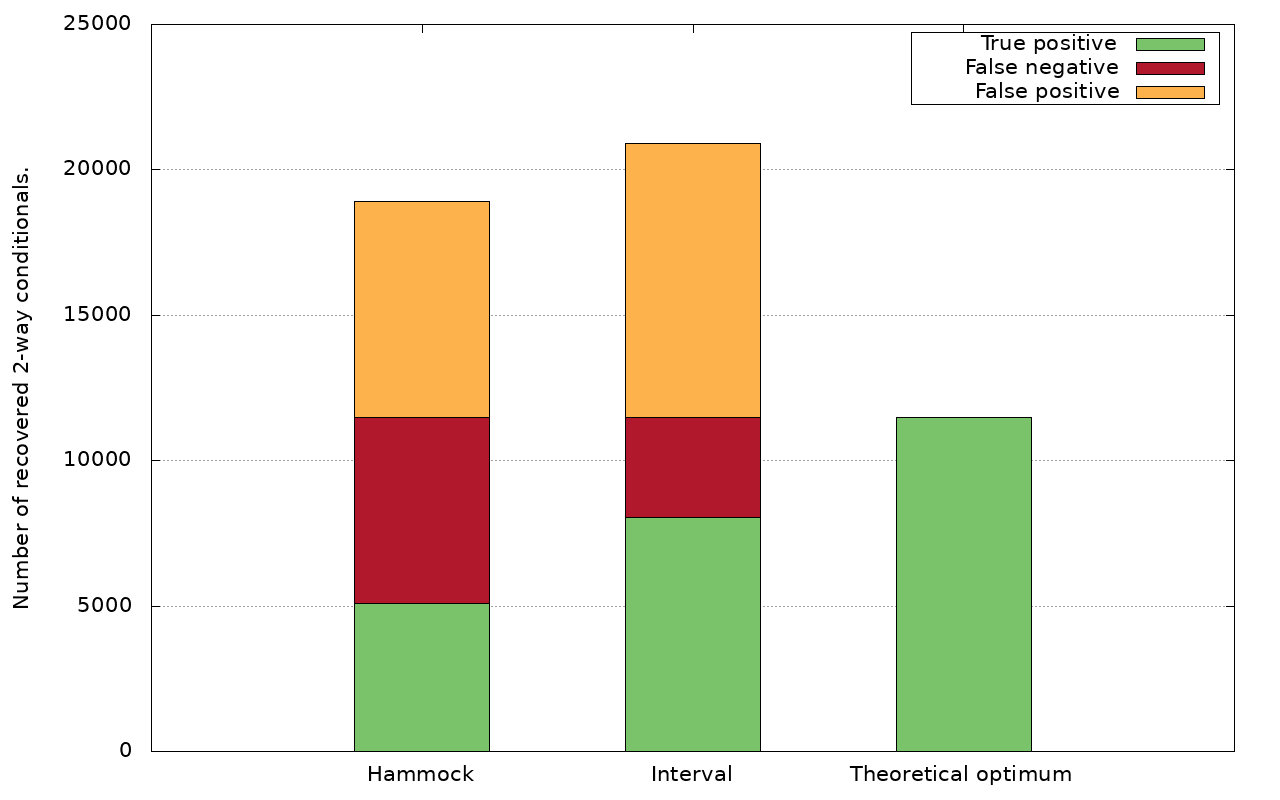 25000
20000
15000
10000
5000
0
Number of recovered 2-way conditionals.
True positive
False negative
False positive
Hammock
Interval
Theoretical optimum